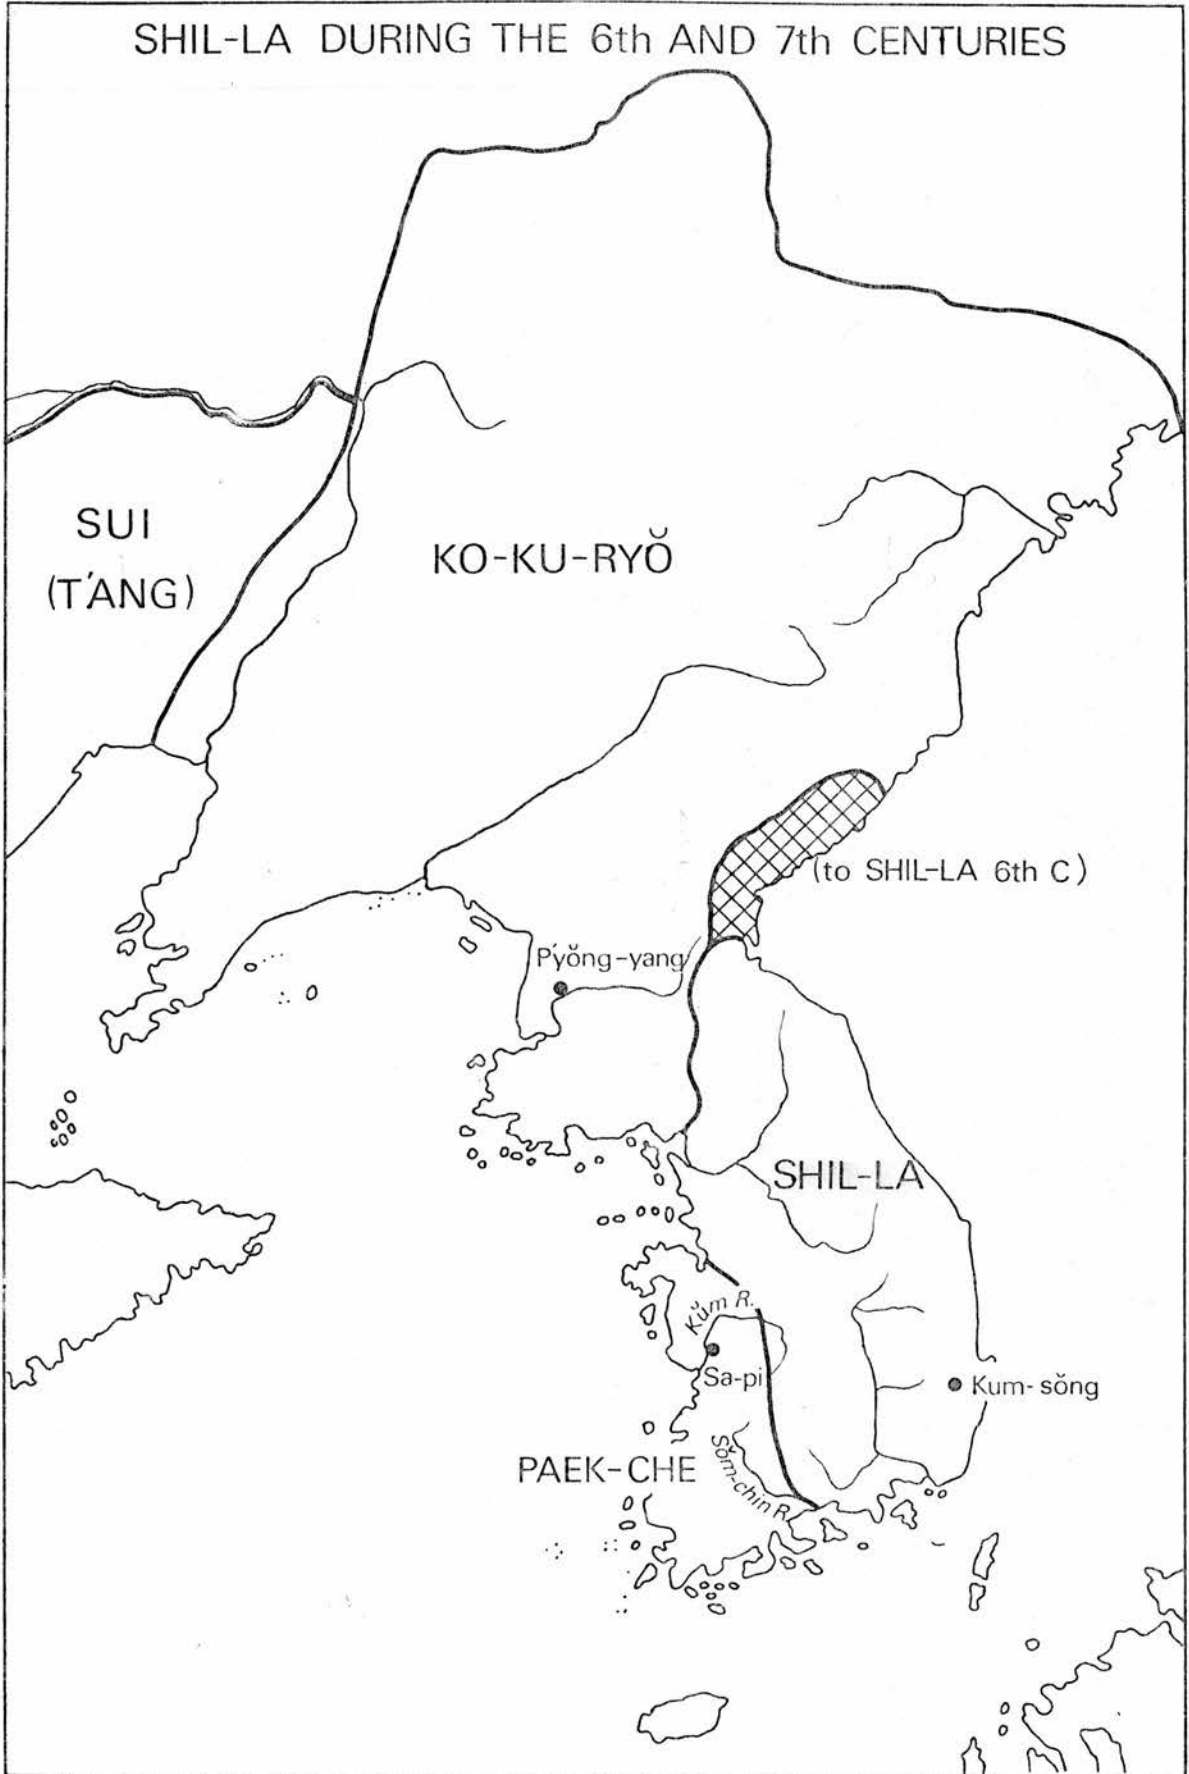 SHIL-LA DURING THE 6th AND 7th CENTURIES
SUI
(T'ANG)
KO-KU-RYŎ
(to SHIL-LA 6th C)
P'yŏng-yang
SHIL-LA
Kŭm R.
Sa-pi
Kum-sŏng
PAEK-CHE
Sŏm-chin R.